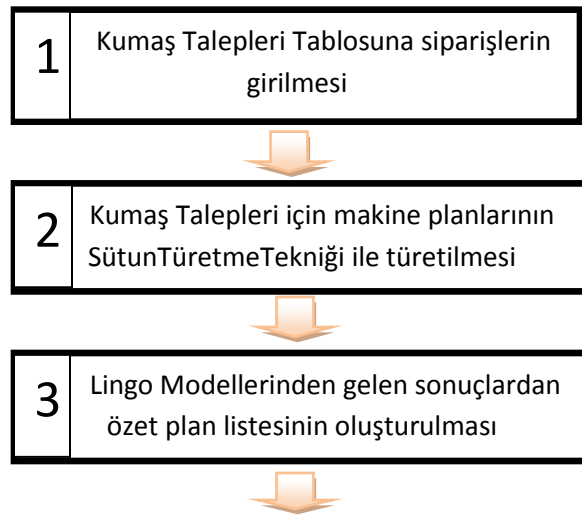 1
Kumaş Talepleri Tablosuna siparişlerin
girilmesi
2
Kumaş Talepleri için makine planlarının
SütunTüretmeTekniği ile türetilmesi
3
Lingo Modellerinden gelen sonuçlardan
özet plan listesinin oluşturulması